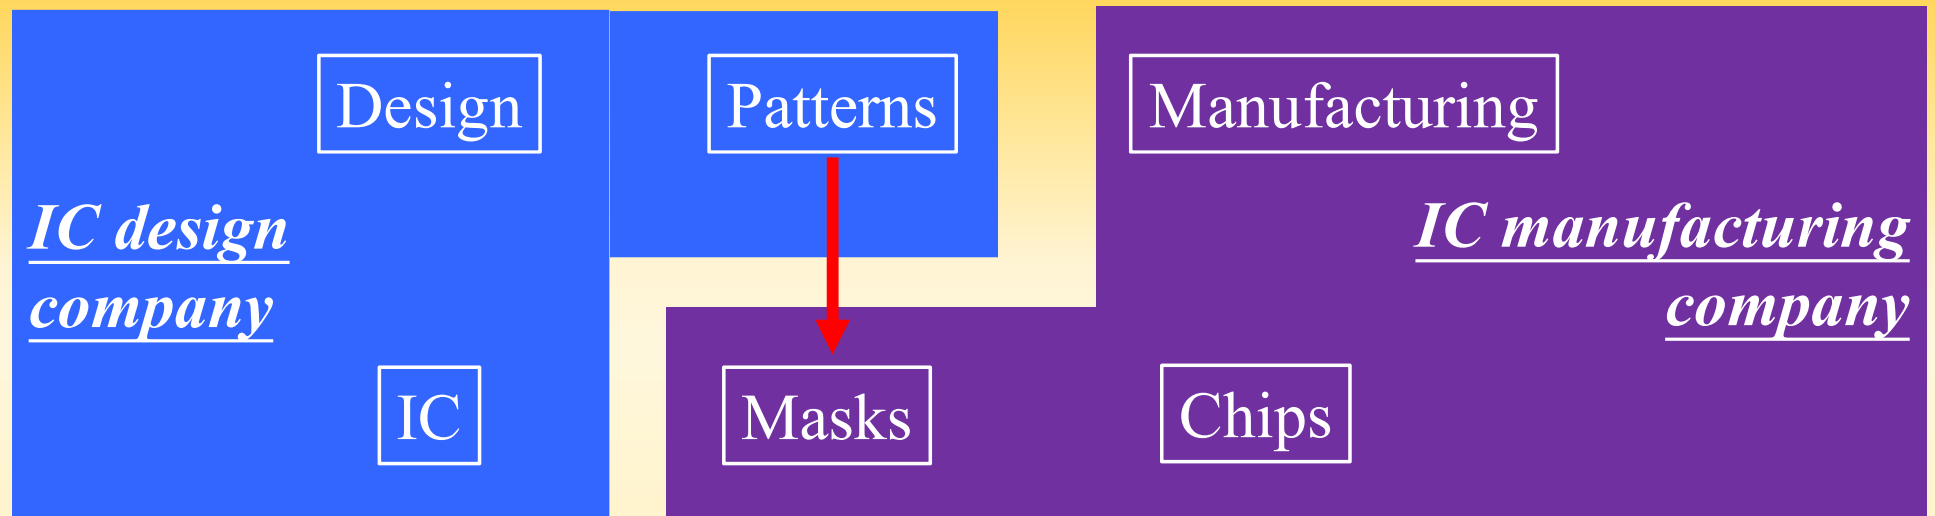 Design
Patterns
Manufacturing
IC design
company
IC manufacturing
company
IC
Masks
Chips